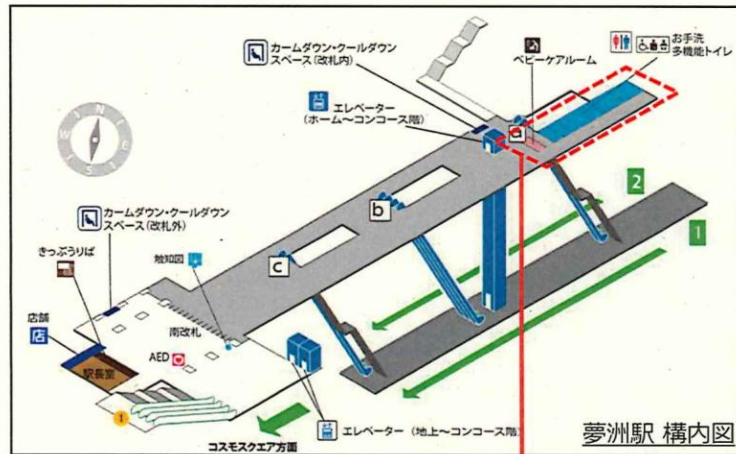 カームダウン・クールダウン
スペース（改札内）
お手洗
多機能トイレ
ベビーケアルーム
エレベーター
（ホーム～コンコース階）
a
b
c
2
1
N
E
S
W
カームダウン・クールダウン
スペース（改札外）
きっぷうりば
触知図
店舗
店
南改札
AED
駅長室
1
エレベーター（地上～コンコース階）
コスモスクエア方面
夢洲駅 構内図